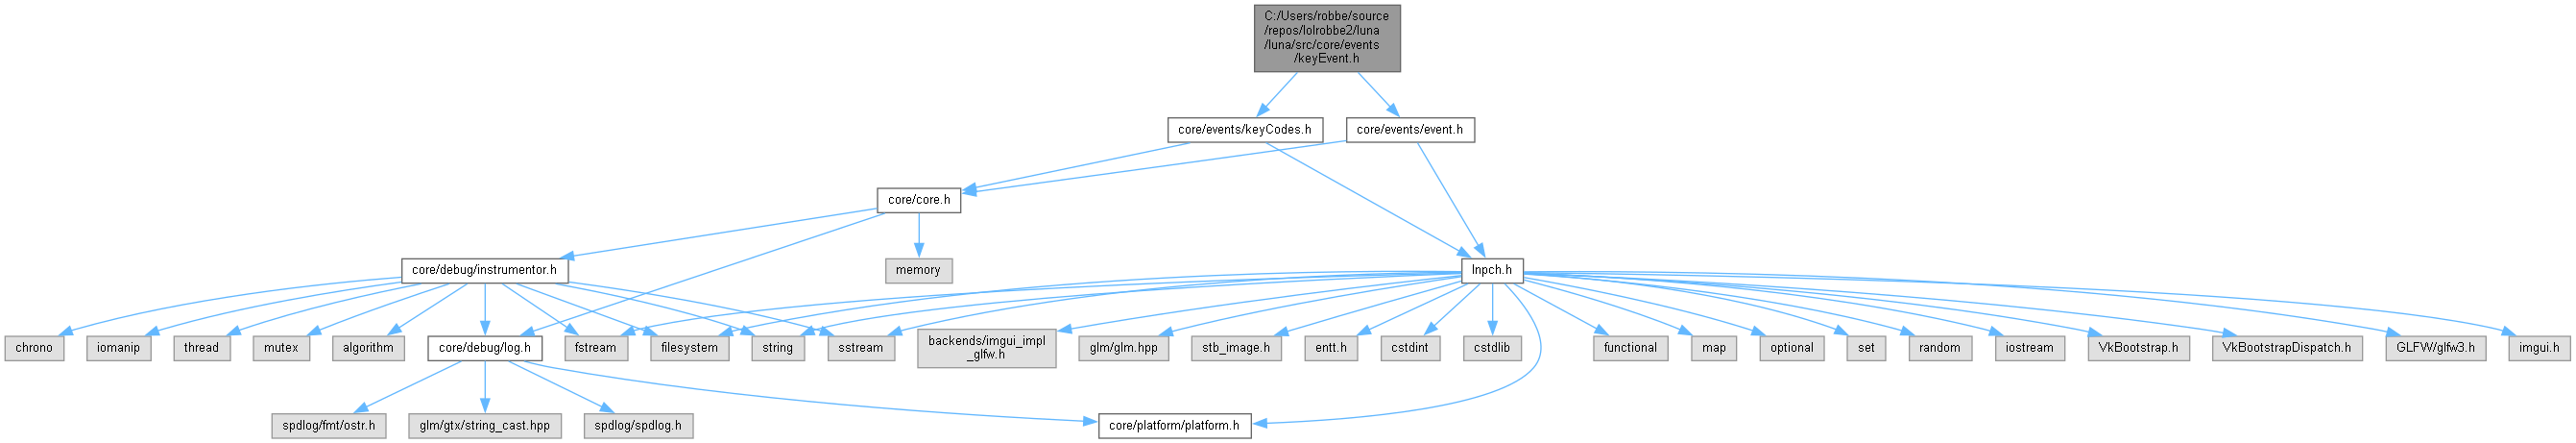 C:/Users/robbe/source
/repos/lolrobbe2/luna
/luna/src/core/events
/keyEvent.h
core/events/keyCodes.h
core/events/event.h
core/core.h
core/debug/instrumentor.h
memory
lnpch.h
chrono
iomanip
thread
mutex
algorithm
core/debug/log.h
fstream
filesystem
string
sstream
backends/imgui_impl
_glfw.h
glm/glm.hpp
stb_image.h
entt.h
cstdint
cstdlib
functional
map
optional
set
random
iostream
VkBootstrap.h
VkBootstrapDispatch.h
GLFW/glfw3.h
imgui.h
spdlog/fmt/ostr.h
glm/gtx/string_cast.hpp
spdlog/spdlog.h
core/platform/platform.h